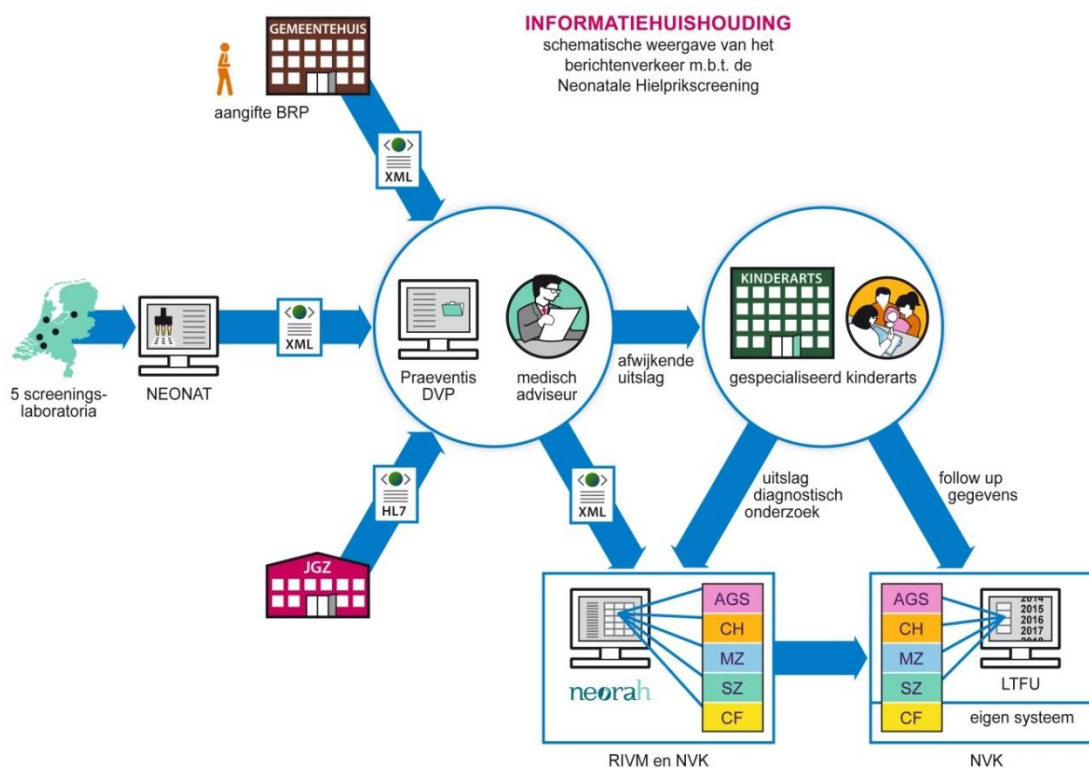 INFORMATIEHUISHOUDING
schematische weergave van het
berichtenverkeer m.b.t. de
Neonatale Hielprikscreening
GEMEENTEHUIS
aangifte BRP
XML
5 screenings-
laboratoria
NEONAT
XML
Praeventis
DVP
medisch
adviseur
afwijkende
uitslag
KINDERARTS
gespecialiseerd kinderarts
HL7
JGZ
XML
uitslag
diagnostisch
onderzoek
follow up
gegevens
neorah
AGS
CH
MZ
SZ
CF
RIVM en NVK
AGS
CH
MZ
SZ
CF
2014
2015
2016
2017
2018
LTFU
eigen systeem
NVK